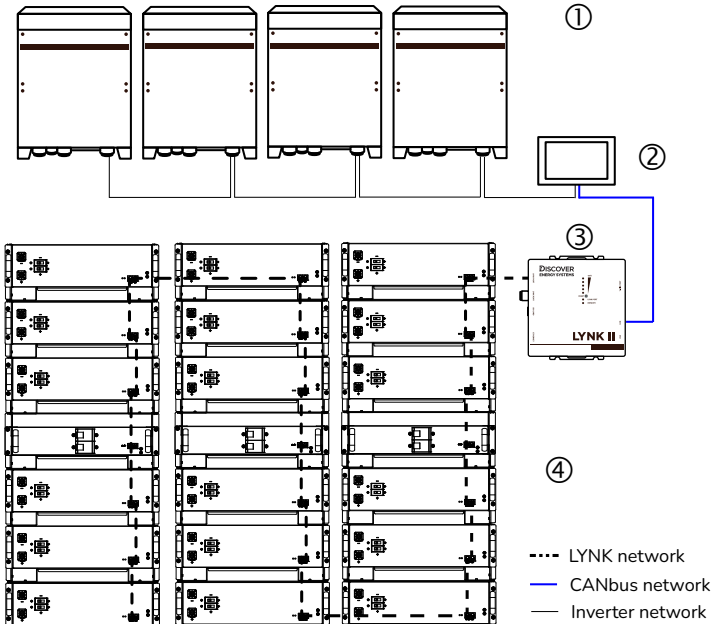 ①
②
③
DISCOVER
ENERGY SYSTEMS
LYNK II
④
LYNK network
CANbus network
Inverter network